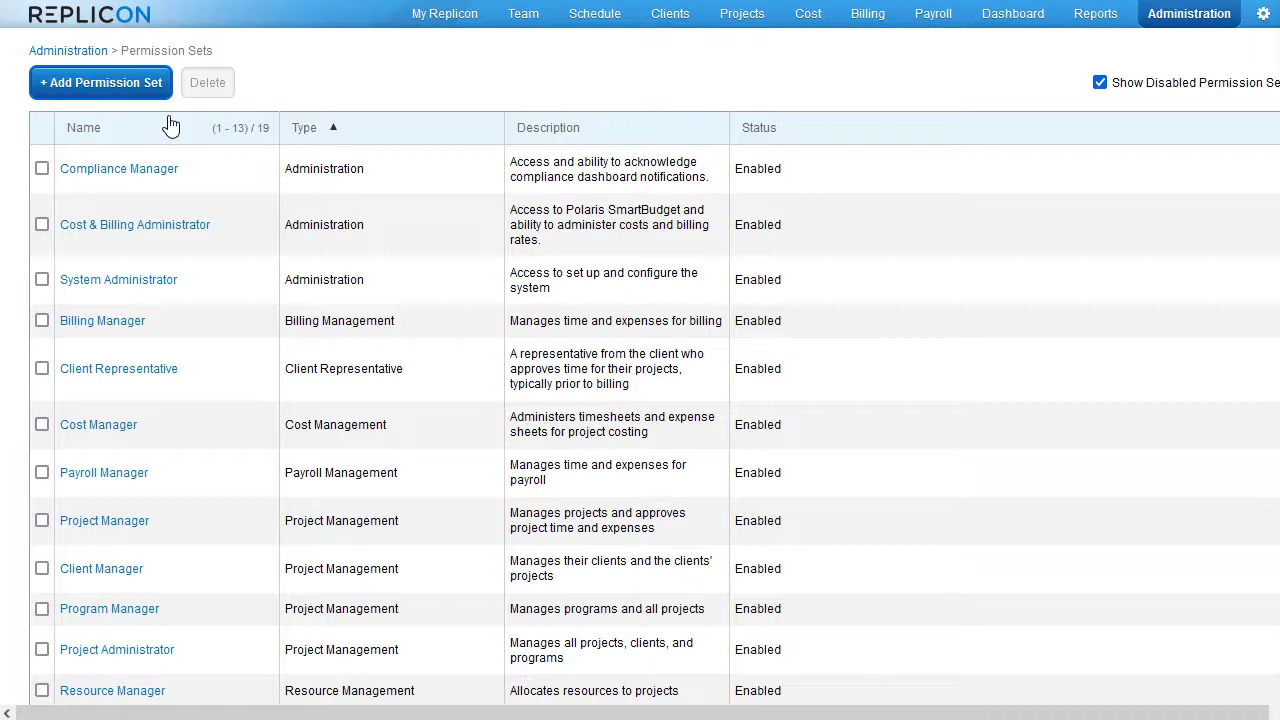 REPLICON
My Replicon Team Schedule Clients Projects Cost Billing Payroll Dashboard Reports Administration
Administration > Permission Sets
+ Add Permission Set Delete Show Disabled Permission Se
Name (1 - 13) / 19 Type ▲ Description Status
Compliance Manager Administration Access and ability to acknowledge
compliance dashboard notifications. Enabled
Cost & Billing Administrator Administration Access to Polaris SmartBudget and
ability to administer costs and billing
rates. Enabled
System Administrator Administration Access to set up and configure the
system Enabled
Billing Manager Billing Management Manages time and expenses for billing Enabled
Client Representative Client Representative A representative from the client who
approves time for their projects,
typically prior to billing Enabled
Cost Manager Cost Management Administers timesheets and expense
sheets for project costing Enabled
Payroll Manager Payroll Management Manages time and expenses for
payroll Enabled
Project Manager Project Management Manages projects and approves
project time and expenses Enabled
Client Manager Project Management Manages their clients and the clients'
projects Enabled
Program Manager Project Management Manages programs and all projects Enabled
Project Administrator Project Management Manages all projects, clients, and
programs Enabled
Resource Manager Resource Management Allocates resources to projects Enabled